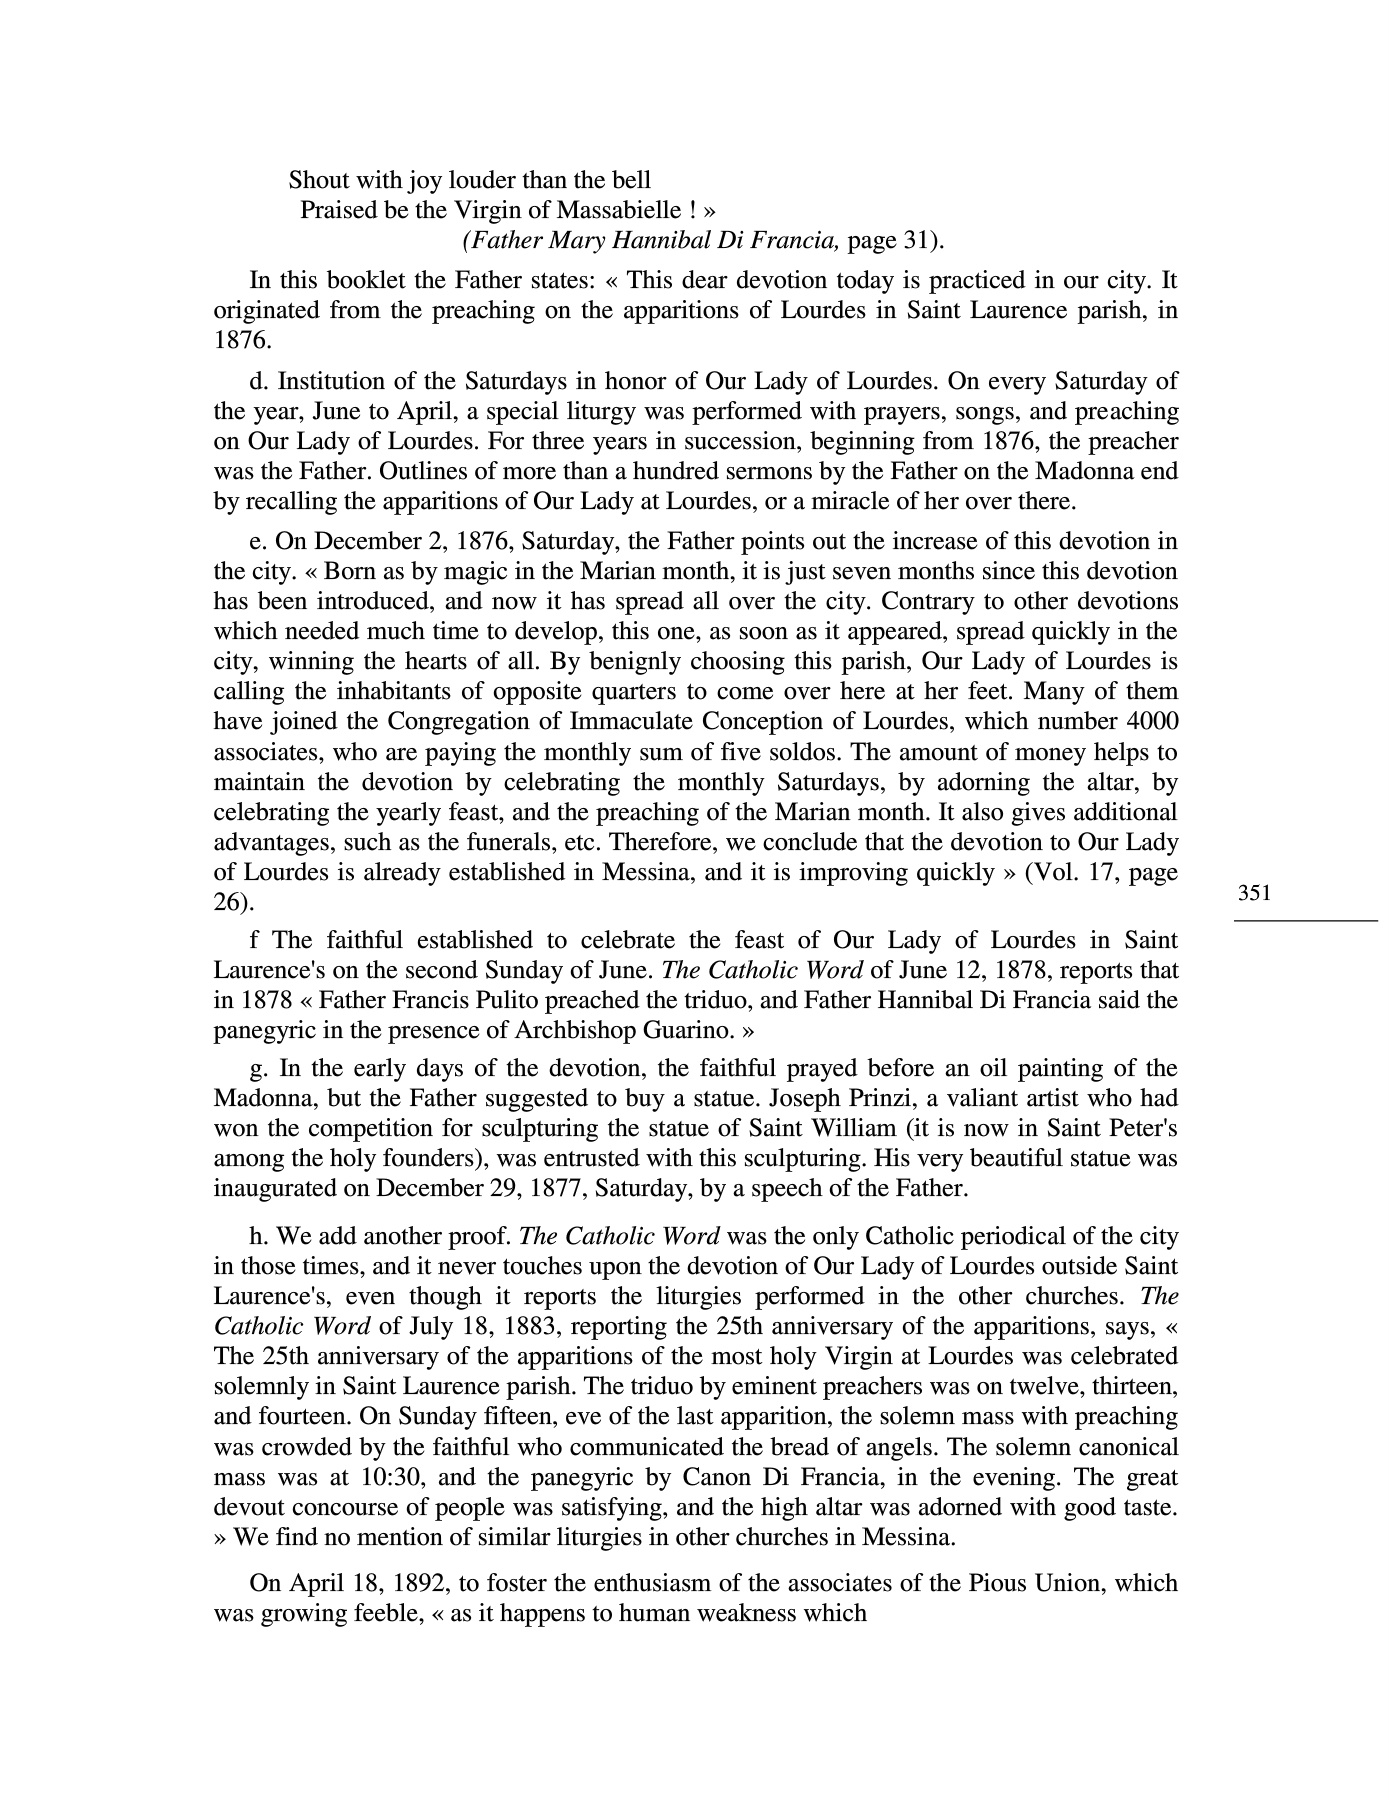 Shout with joy louder than the bell
Praised be the Virgin of Massabielle ! »
(Father Mary Hannibal Di Francia, page 31).
In this booklet the Father states: « This dear devotion today is practiced in our city. It
originated from the preaching on the apparitions of Lourdes in Saint Laurence parish, in
1876.
d. Institution of the Saturdays in honor of Our Lady of Lourdes. On every Saturday of
the year, June to April, a special liturgy was performed with prayers, songs, and preaching
on Our Lady of Lourdes. For three years in succession, beginning from 1876, the preacher
was the Father. Outlines of more than a hundred sermons by the Father on the Madonna end
by recalling the apparitions of Our Lady at Lourdes, or a miracle of her over there.
e. On December 2, 1876, Saturday, the Father points out the increase of this devotion in
the city. « Born as by magic in the Marian month, it is just seven months since this devotion
has been introduced, and now it has spread all over the city. Contrary to other devotions
which needed much time to develop, this one, as soon as it appeared, spread quickly in the
city, winning the hearts of all. By benignly choosing this parish, Our Lady of Lourdes is
calling the inhabitants of opposite quarters to come over here at her feet. Many of them
have joined the Congregation of Immaculate Conception of Lourdes, which number 4000
associates, who are paying the monthly sum of five soldos. The amount of money helps to
maintain the devotion by celebrating the monthly Saturdays, by adorning the altar, by
celebrating the yearly feast, and the preaching of the Marian month. It also gives additional
advantages, such as the funerals, etc. Therefore, we conclude that the devotion to Our Lady
of Lourdes is already established in Messina, and it is improving quickly » (Vol. 17, page
26).
351
f The faithful established to celebrate the feast of Our Lady of Lourdes in Saint
Laurence's on the second Sunday of June. The Catholic Word of June 12, 1878, reports that
in 1878 « Father Francis Pulito preached the triduo, and Father Hannibal Di Francia said the
panegyric in the presence of Archbishop Guarino. »
g. In the early days of the devotion, the faithful prayed before an oil painting of the
Madonna, but the Father suggested to buy a statue. Joseph Prinzi, a valiant artist who had
won the competition for sculpturing the statue of Saint William (it is now in Saint Peter's
among the holy founders), was entrusted with this sculpturing. His very beautiful statue was
inaugurated on December 29, 1877, Saturday, by a speech of the Father.
h. We add another proof. The Catholic Word was the only Catholic periodical of the city
in those times, and it never touches upon the devotion of Our Lady of Lourdes outside Saint
Laurence's, even though it reports the liturgies performed in the other churches. The
Catholic Word of July 18, 1883, reporting the 25th anniversary of the apparitions, says, «
The 25th anniversary of the apparitions of the most holy Virgin at Lourdes was celebrated
solemnly in Saint Laurence parish. The triduo by eminent preachers was on twelve, thirteen,
and fourteen. On Sunday fifteen, eve of the last apparition, the solemn mass with preaching
was crowded by the faithful who communicated the bread of angels. The solemn canonical
mass was at 10:30, and the panegyric by Canon Di Francia, in the evening. The great
devout concourse of people was satisfying, and the high altar was adorned with good taste.
» We find no mention of similar liturgies in other churches in Messina.
On April 18, 1892, to foster the enthusiasm of the associates of the Pious Union, which
was growing feeble, « as it happens to human weakness which